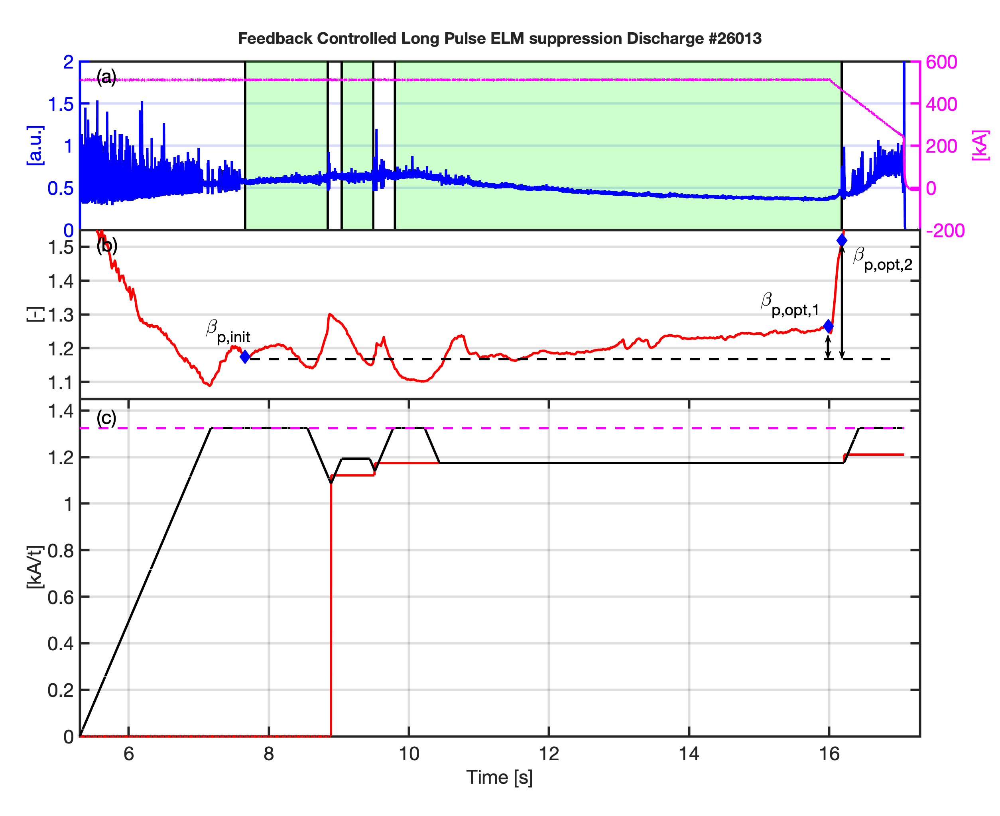 Feedback Controlled Long Pulse ELM suppression Discharge #26013
(a)
2
1.5
1
0.5
0
[a.u.]
600
400
200
0
-200
[kA]
(b)
1.5
1.4
1.3
1.2
1.1
[-]
βp,init
βp,opt,1
βp,opt,2
(c)
1.4
1.2
1
0.8
0.6
0.4
0.2
0
[kA/t]
6 8 10 12 14 16
Time [s]